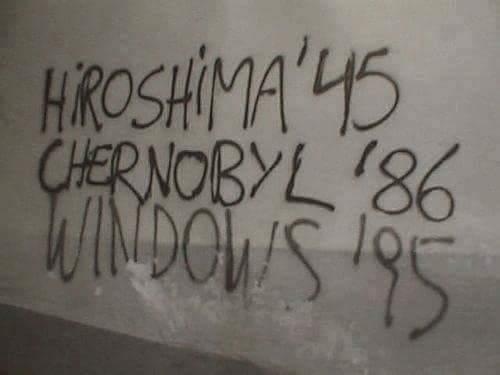 HiROSHiMA '45
CHERNOBYL '86
WINDOWS '95